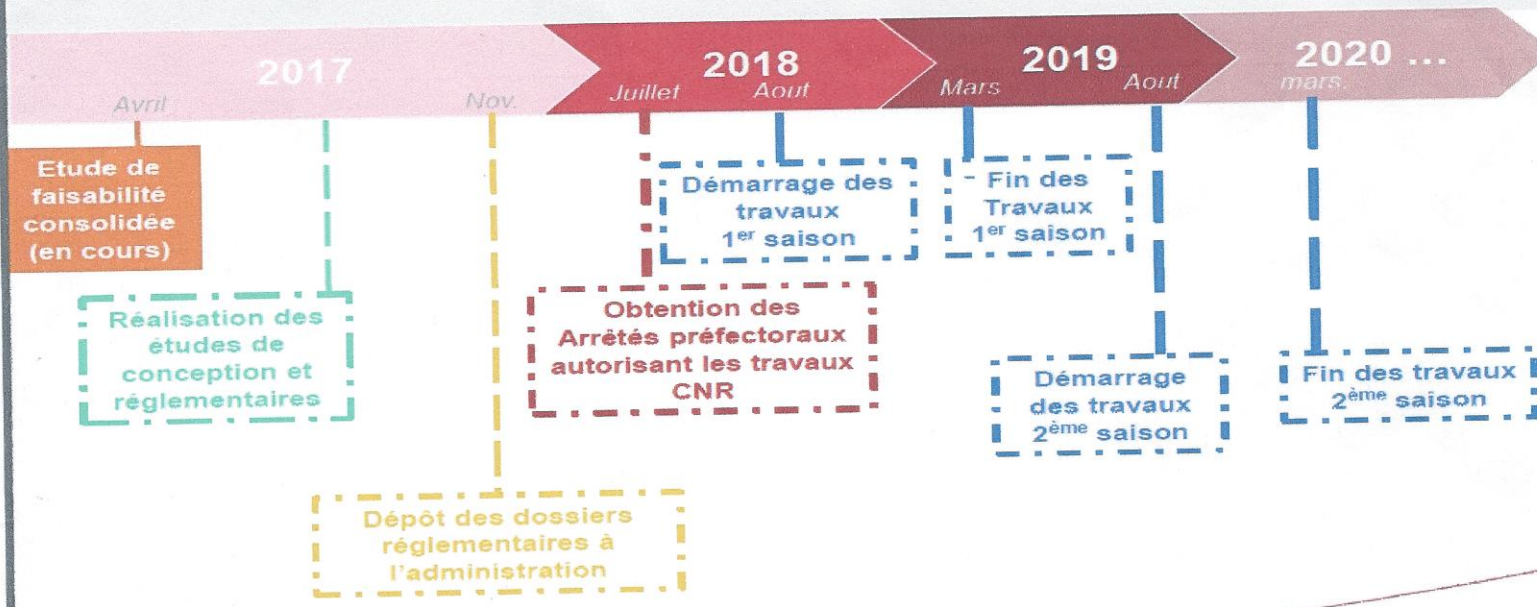 2017
2018
2019
2020 ...
Avril
Nov.
Juillet
Aout
Mars
Aout
mars.
Etude de
faisabilité
consolidée
(en cours)
Réalisation des
études de
conception et
réglementaires
Dépôt des dossiers
réglementaires à
l'administration
Obtention des
Arrêtés préfectoraux
autorisant les travaux
CNR
Démarrage des
travaux
1er saison
- Fin des
Travaux
1er saison
Démarrage
des travaux
2ème saison
Fin des travaux
2ème saison